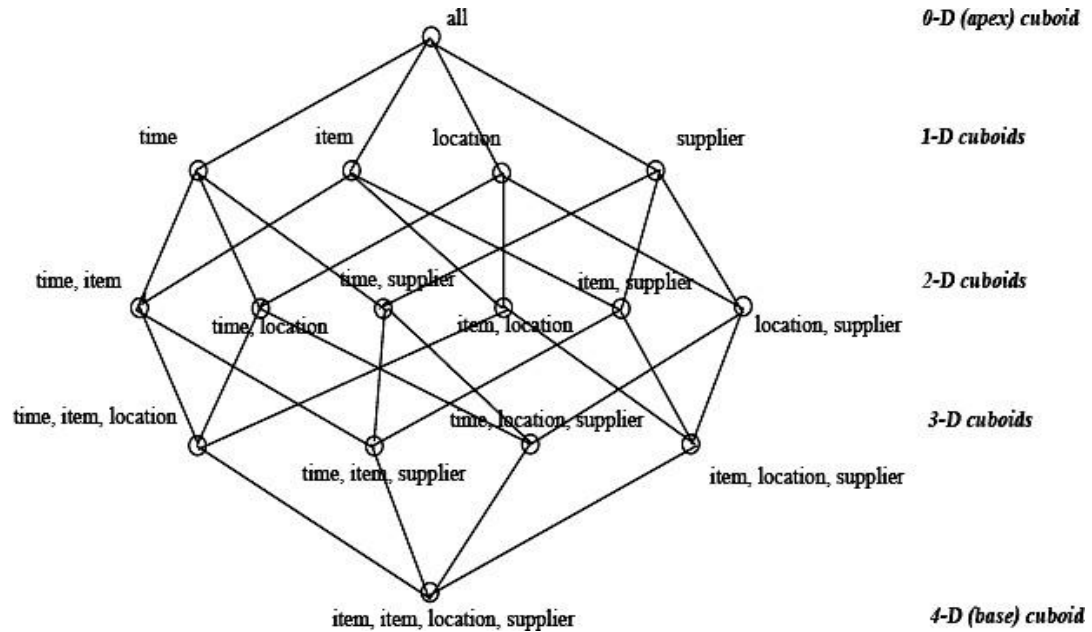 all
0-D (apex) cuboid
time
item
location
supplier
1-D cuboids
time, item
time, supplier
item, supplier
2-D cuboids
time, location
item, location
location, supplier
time, item, location
time, location, supplier
3-D cuboids
time, item, supplier
item, location, supplier
item, item, location, supplier
4-D (base) cuboid